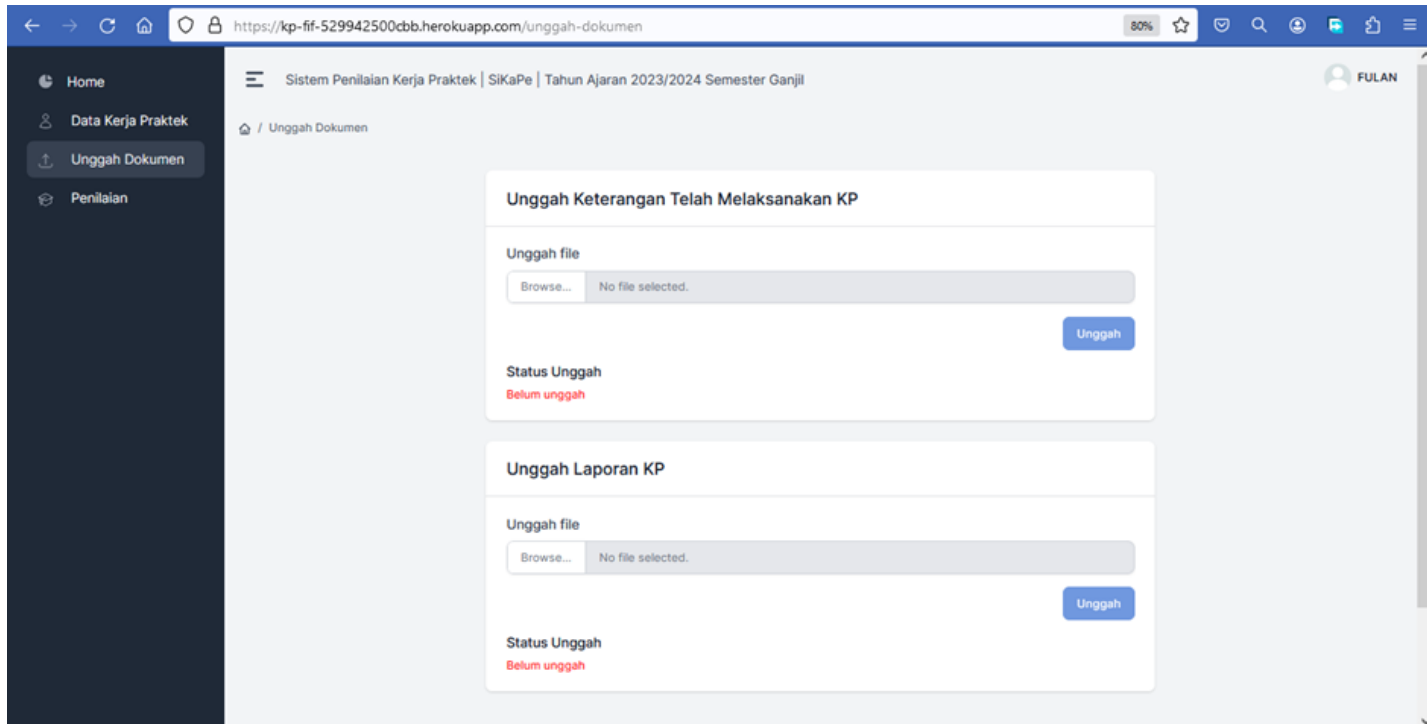 https://kp-fif-529942500cbb.herokuapp.com/unggah-dokumen
80%
Home
Data Kerja Praktek
Unggah Dokumen
Penilaian
Sistem Penilaian Kerja Praktek | SiKaPe | Tahun Ajaran 2023/2024 Semester Ganjil
FULAN
/ Unggah Dokumen
Unggah Keterangan Telah Melaksanakan KP
Unggah file
Browse... No file selected.
Unggah
Status Unggah
Belum unggah
Unggah Laporan KP
Unggah file
Browse... No file selected.
Unggah
Status Unggah
Belum unggah